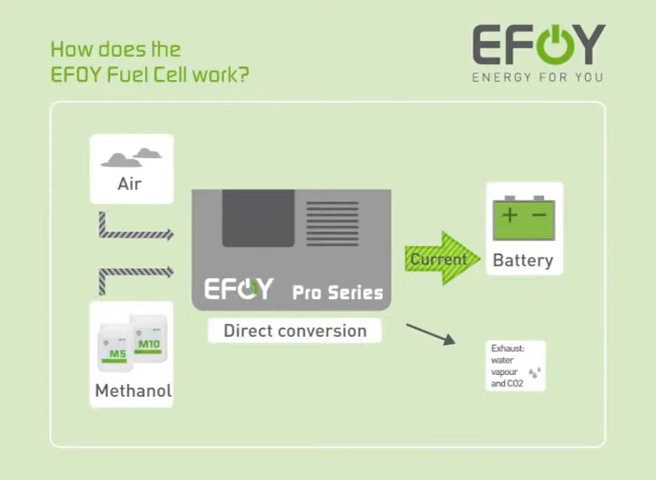 How does the
EFOY Fuel Cell work?
EFOY
ENERGY FOR YOU
Air
M5
M10
Methanol
EFOY Pro Series
Direct conversion
Current
+ −
Battery
Exhaust:
water
vapour
and CO2